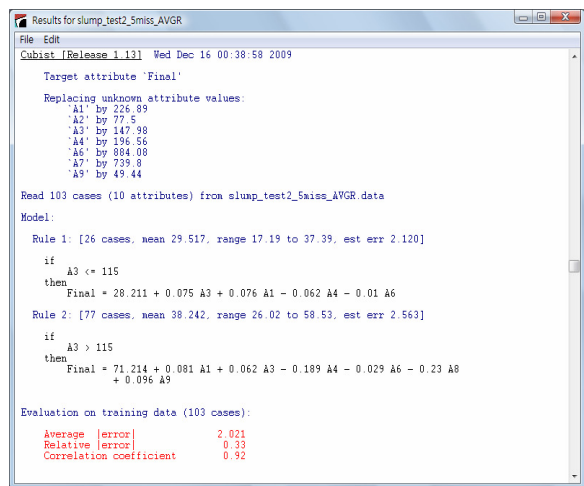 Results for slump_test2_5miss_AVGR
File Edit
Cubist [Release 1.13] Wed Dec 16 00:38:58 2009
Target attribute `Final'
Replacing unknown attribute values:
`A1' by 226.89
`A2' by 77.5
`A3' by 147.98
`A4' by 196.56
`A6' by 884.08
`A7' by 739.8
`A9' by 49.44
Read 103 cases (10 attributes) from slump_test2_5miss_AVGR.data
Model:
Rule 1: [26 cases, mean 29.517, range 17.19 to 37.39, est err 2.120]
if
A3 <= 115
then
Final = 28.211 + 0.075 A3 + 0.076 A1 - 0.062 A4 - 0.01 A6
Rule 2: [77 cases, mean 38.242, range 26.02 to 58.53, est err 2.563]
if
A3 > 115
then
Final = 71.214 + 0.081 A1 + 0.062 A3 - 0.189 A4 - 0.029 A6 - 0.23 A8
+ 0.096 A9
Evaluation on training data (103 cases):
Average |error| 2.021
Relative |error| 0.33
Correlation coefficient 0.92